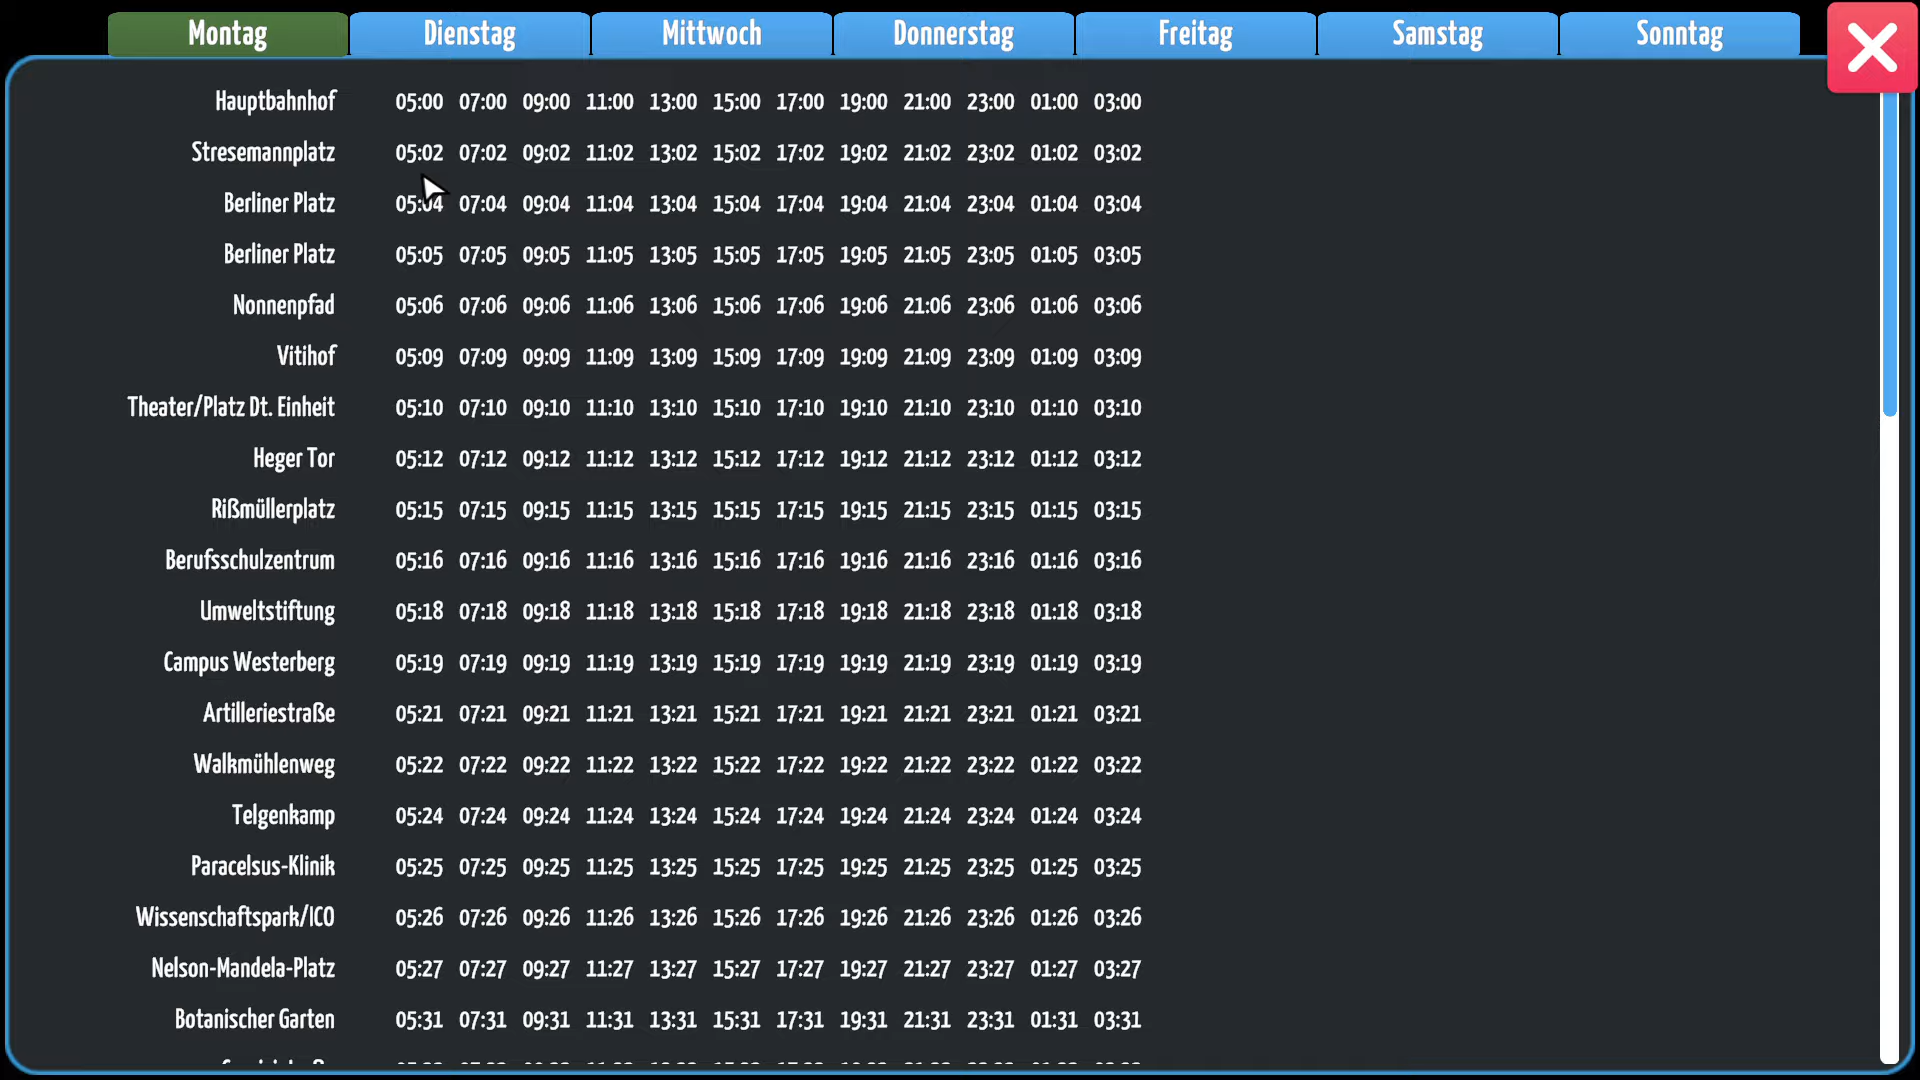 Montag Dienstag Mittwoch Donnerstag Freitag Samstag Sonntag
Hauptbahnhof 05:00 07:00 09:00 11:00 13:00 15:00 17:00 19:00 21:00 23:00 01:00 03:00
Stresemannplatz 05:02 07:02 09:02 11:02 13:02 15:02 17:02 19:02 21:02 23:02 01:02 03:02
Berliner Platz 05:04 07:04 09:04 11:04 13:04 15:04 17:04 19:04 21:04 23:04 01:04 03:04
Berliner Platz 05:05 07:05 09:05 11:05 13:05 15:05 17:05 19:05 21:05 23:05 01:05 03:05
Nonnenpfad 05:06 07:06 09:06 11:06 13:06 15:06 17:06 19:06 21:06 23:06 01:06 03:06
Vitihof 05:09 07:09 09:09 11:09 13:09 15:09 17:09 19:09 21:09 23:09 01:09 03:09
Theater/Platz Dt. Einheit 05:10 07:10 09:10 11:10 13:10 15:10 17:10 19:10 21:10 23:10 01:10 03:10
Heger Tor 05:12 07:12 09:12 11:12 13:12 15:12 17:12 19:12 21:12 23:12 01:12 03:12
Rißmüllerplatz 05:15 07:15 09:15 11:15 13:15 15:15 17:15 19:15 21:15 23:15 01:15 03:15
Berufsschulzentrum 05:16 07:16 09:16 11:16 13:16 15:16 17:16 19:16 21:16 23:16 01:16 03:16
Umweltstiftung 05:18 07:18 09:18 11:18 13:18 15:18 17:18 19:18 21:18 23:18 01:18 03:18
Campus Westerberg 05:19 07:19 09:19 11:19 13:19 15:19 17:19 19:19 21:19 23:19 01:19 03:19
Artilleriestraße 05:21 07:21 09:21 11:21 13:21 15:21 17:21 19:21 21:21 23:21 01:21 03:21
Walkmühlenweg 05:22 07:22 09:22 11:22 13:22 15:22 17:22 19:22 21:22 23:22 01:22 03:22
Telgenkamp 05:24 07:24 09:24 11:24 13:24 15:24 17:24 19:24 21:24 23:24 01:24 03:24
Paracelsus-Klinik 05:25 07:25 09:25 11:25 13:25 15:25 17:25 19:25 21:25 23:25 01:25 03:25
Wissenschaftspark/ICO 05:26 07:26 09:26 11:26 13:26 15:26 17:26 19:26 21:26 23:26 01:26 03:26
Nelson-Mandela-Platz 05:27 07:27 09:27 11:27 13:27 15:27 17:27 19:27 21:27 23:27 01:27 03:27
Botanischer Garten 05:31 07:31 09:31 11:31 13:31 15:31 17:31 19:31 21:31 23:31 01:31 03:31